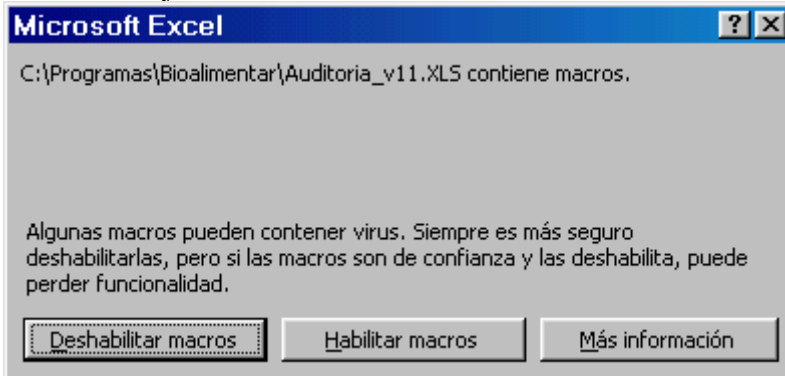 Microsoft Excel
C:\Programas\Bioalimentar\Auditoria_v11.XLS contiene macros.
Algunas macros pueden contener virus. Siempre es más seguro
deshabilitarlas, pero si las macros son de confianza y las deshabilita, puede
perder funcionalidad.
Deshabilitar macros Habilitar macros Más información